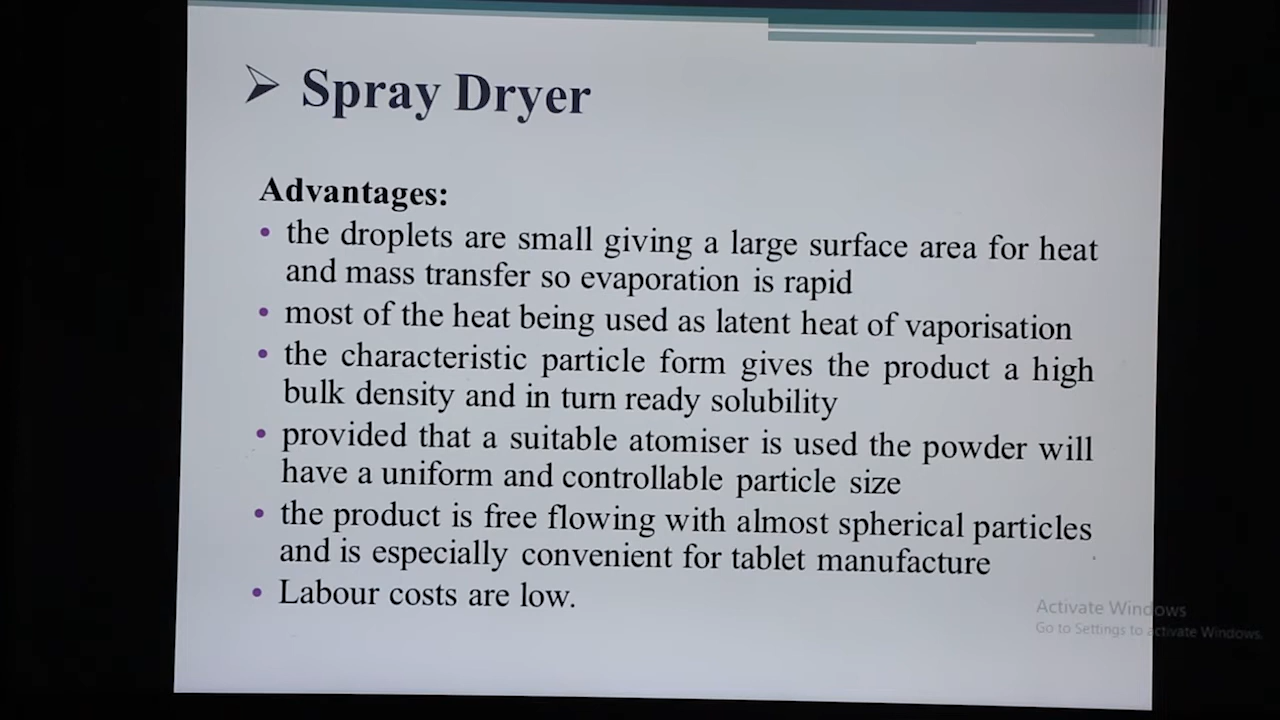 ➢ Spray Dryer
Advantages:
• the droplets are small giving a large surface area for heat
and mass transfer so evaporation is rapid
• most of the heat being used as latent heat of vaporisation
• the characteristic particle form gives the product a high
bulk density and in turn ready solubility
• provided that a suitable atomiser is used the powder will
have a uniform and controllable particle size
• the product is free flowing with almost spherical particles
and is especially convenient for tablet manufacture
• Labour costs are low.
Activate Windows
Go to Settings to activate Windows.